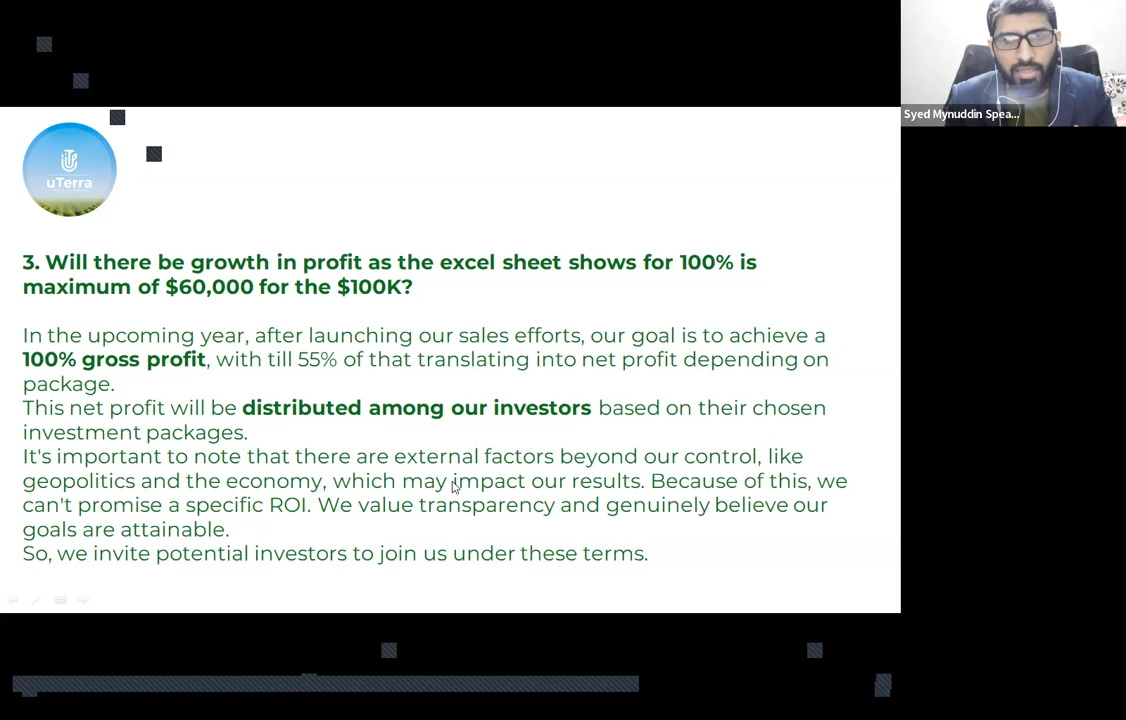 Syed Mynuddin Spea...
uTerra
3. Will there be growth in profit as the excel sheet shows for 100% is
maximum of $60,000 for the $100K?
In the upcoming year, after launching our sales efforts, our goal is to achieve a
100% gross profit, with till 55% of that translating into net profit depending on
package.
This net profit will be distributed among our investors based on their chosen
investment packages.
It's important to note that there are external factors beyond our control, like
geopolitics and the economy, which may impact our results. Because of this, we
can't promise a specific ROI. We value transparency and genuinely believe our
goals are attainable.
So, we invite potential investors to join us under these terms.